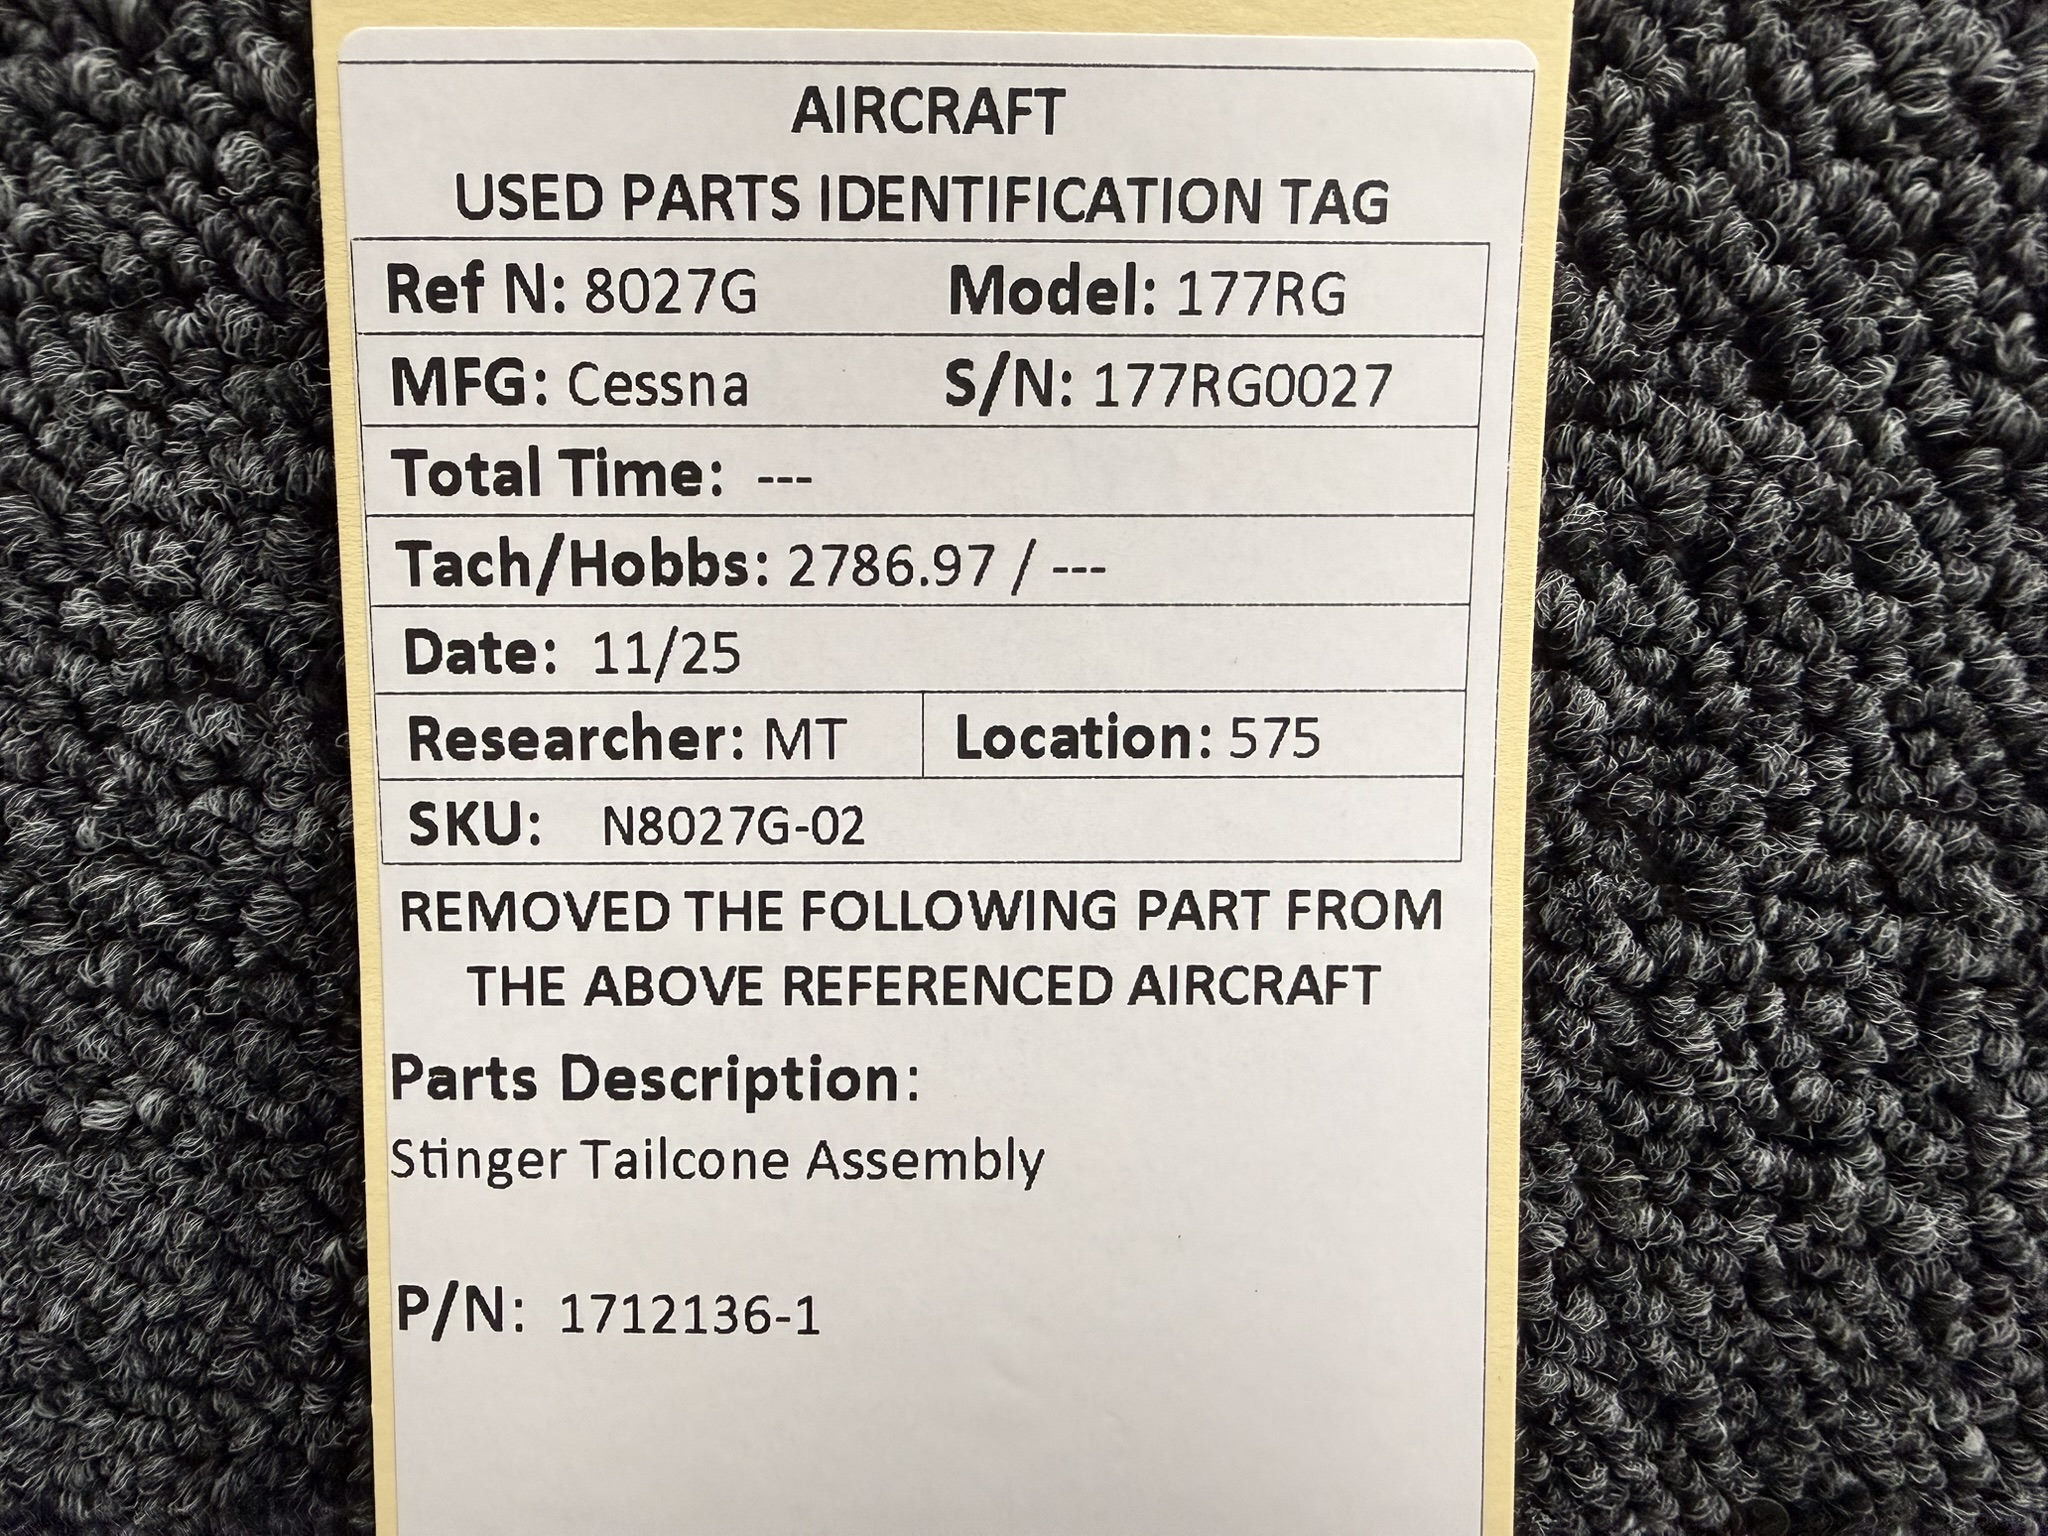 AIRCRAFT
USED PARTS IDENTIFICATION TAG
Ref N: 8027G Model: 177RG
MFG: Cessna S/N: 177RG0027
Total Time: ---
Tach/Hobbs: 2786.97 / ---
Date: 11/25
Researcher: MT Location: 575
SKU: N8027G-02
REMOVED THE FOLLOWING PART FROM
THE ABOVE REFERENCED AIRCRAFT
Parts Description:
Stinger Tailcone Assembly
P/N: 1712136-1